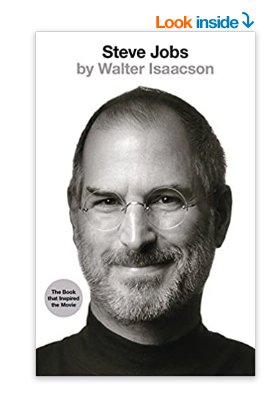 Look inside
Steve Jobs
by Walter Isaacson
The Book
that Inspired
the Movie